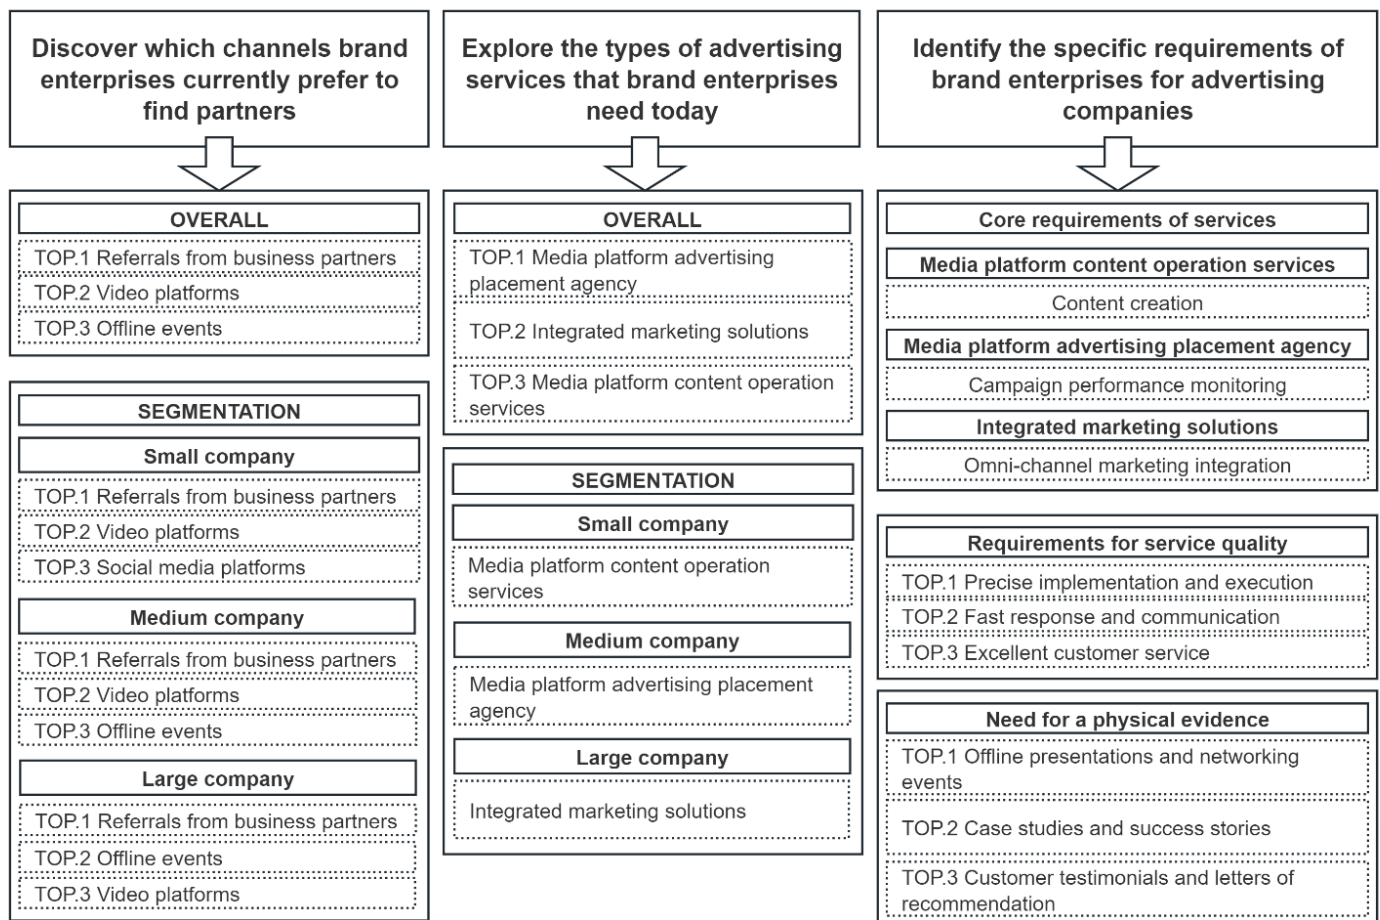 Discover which channels brand
enterprises currently prefer to
find partners
OVERALL
TOP.1 Referrals from business partners
TOP.2 Video platforms
TOP.3 Offline events
SEGMENTATION
Small company
TOP.1 Referrals from business partners
TOP.2 Video platforms
TOP.3 Social media platforms
Medium company
TOP.1 Referrals from business partners
TOP.2 Video platforms
TOP.3 Offline events
Large company
TOP.1 Referrals from business partners
TOP.2 Offline events
TOP.3 Video platforms
Explore the types of advertising
services that brand enterprises
need today
OVERALL
TOP.1 Media platform advertising
placement agency
TOP.2 Integrated marketing solutions
TOP.3 Media platform content operation
services
SEGMENTATION
Small company
Media platform content operation
services
Medium company
Media platform advertising placement
agency
Large company
Integrated marketing solutions
Identify the specific requirements of
brand enterprises for advertising
companies
Core requirements of services
Media platform content operation services
Content creation
Media platform advertising placement agency
Campaign performance monitoring
Integrated marketing solutions
Omni-channel marketing integration
Requirements for service quality
TOP.1 Precise implementation and execution
TOP.2 Fast response and communication
TOP.3 Excellent customer service
Need for a physical evidence
TOP.1 Offline presentations and networking
events
TOP.2 Case studies and success stories
TOP.3 Customer testimonials and letters of
recommendation